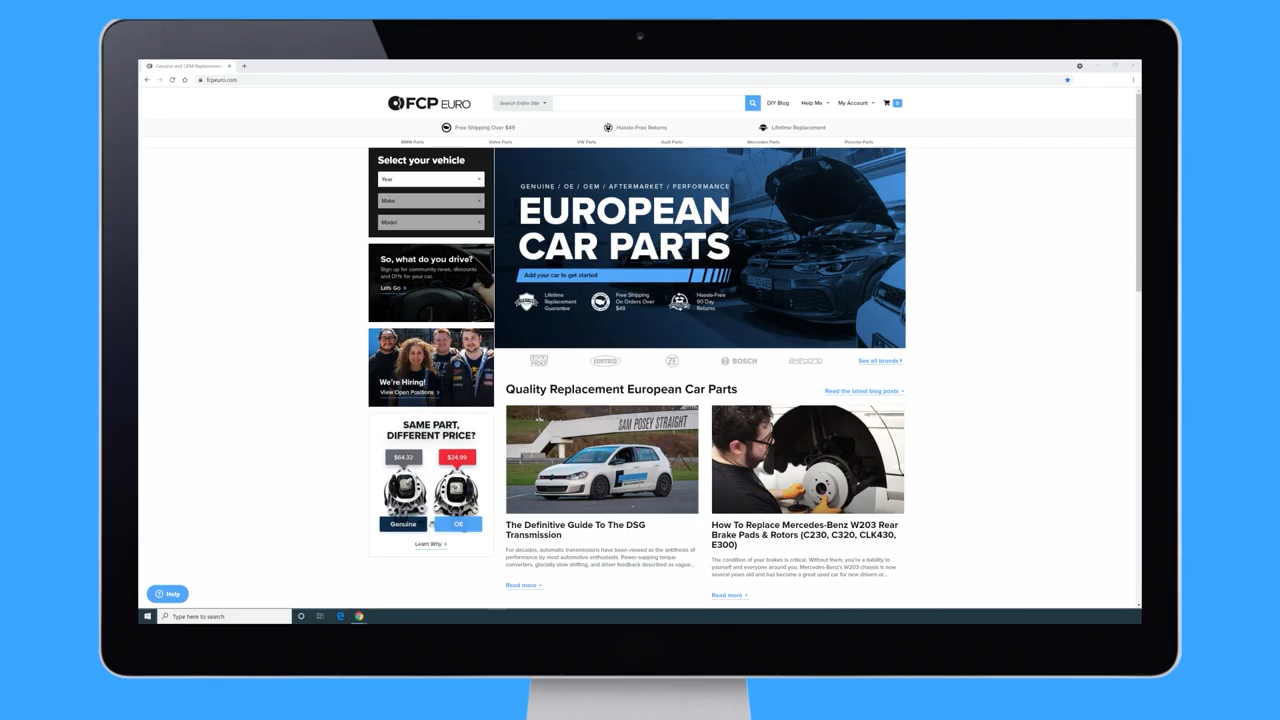 Genuine and OEM Replacement
fcpeuro.com
FCP EURO
Search Entire Site
DIY Blog
Help Me
My Account
0
Free Shipping Over $49
Hassle-Free Returns
Lifetime Replacement
BMW Parts
Volvo Parts
VW Parts
Audi Parts
Mercedes Parts
Porsche Parts
Select your vehicle
Year
Make
Model
So, what do you drive?
Sign up for community news, discounts
and DIYs for your car.
Lets Go
We're Hiring!
View Open Positions
SAME PART,
DIFFERENT PRICE?
$64.32
$24.99
Genuine
OE
Learn Why
GENUINE / OE / OEM / AFTERMARKET / PERFORMANCE
EUROPEAN
CAR PARTS
Add your car to get started
Lifetime
Replacement
Guarantee
Free Shipping
On Orders Over
$49
Hassle-Free
90 Day
Returns
LIQUI
MOLY
CORTECO
ZF
BOSCH
See all brands
Quality Replacement European Car Parts
Read the latest blog posts
SAM POSEY STRAIGHT
The Definitive Guide To The DSG
Transmission
For decades, automatic transmissions have been viewed as the antithesis of
performance by most automotive enthusiasts. Power-sapping torque
converters, glacially slow shifting, and driver feedback described as vague...
Read more
How To Replace Mercedes-Benz W203 Rear
Brake Pads & Rotors (C230, C320, CLK430,
E300)
The condition of your brakes is critical. Without them, you're a liability to
yourself and everyone around you. Mercedes-Benz's W203 chassis is now
several years old and has become a great used car for new drivers or...
Read more
Help
Type here to search